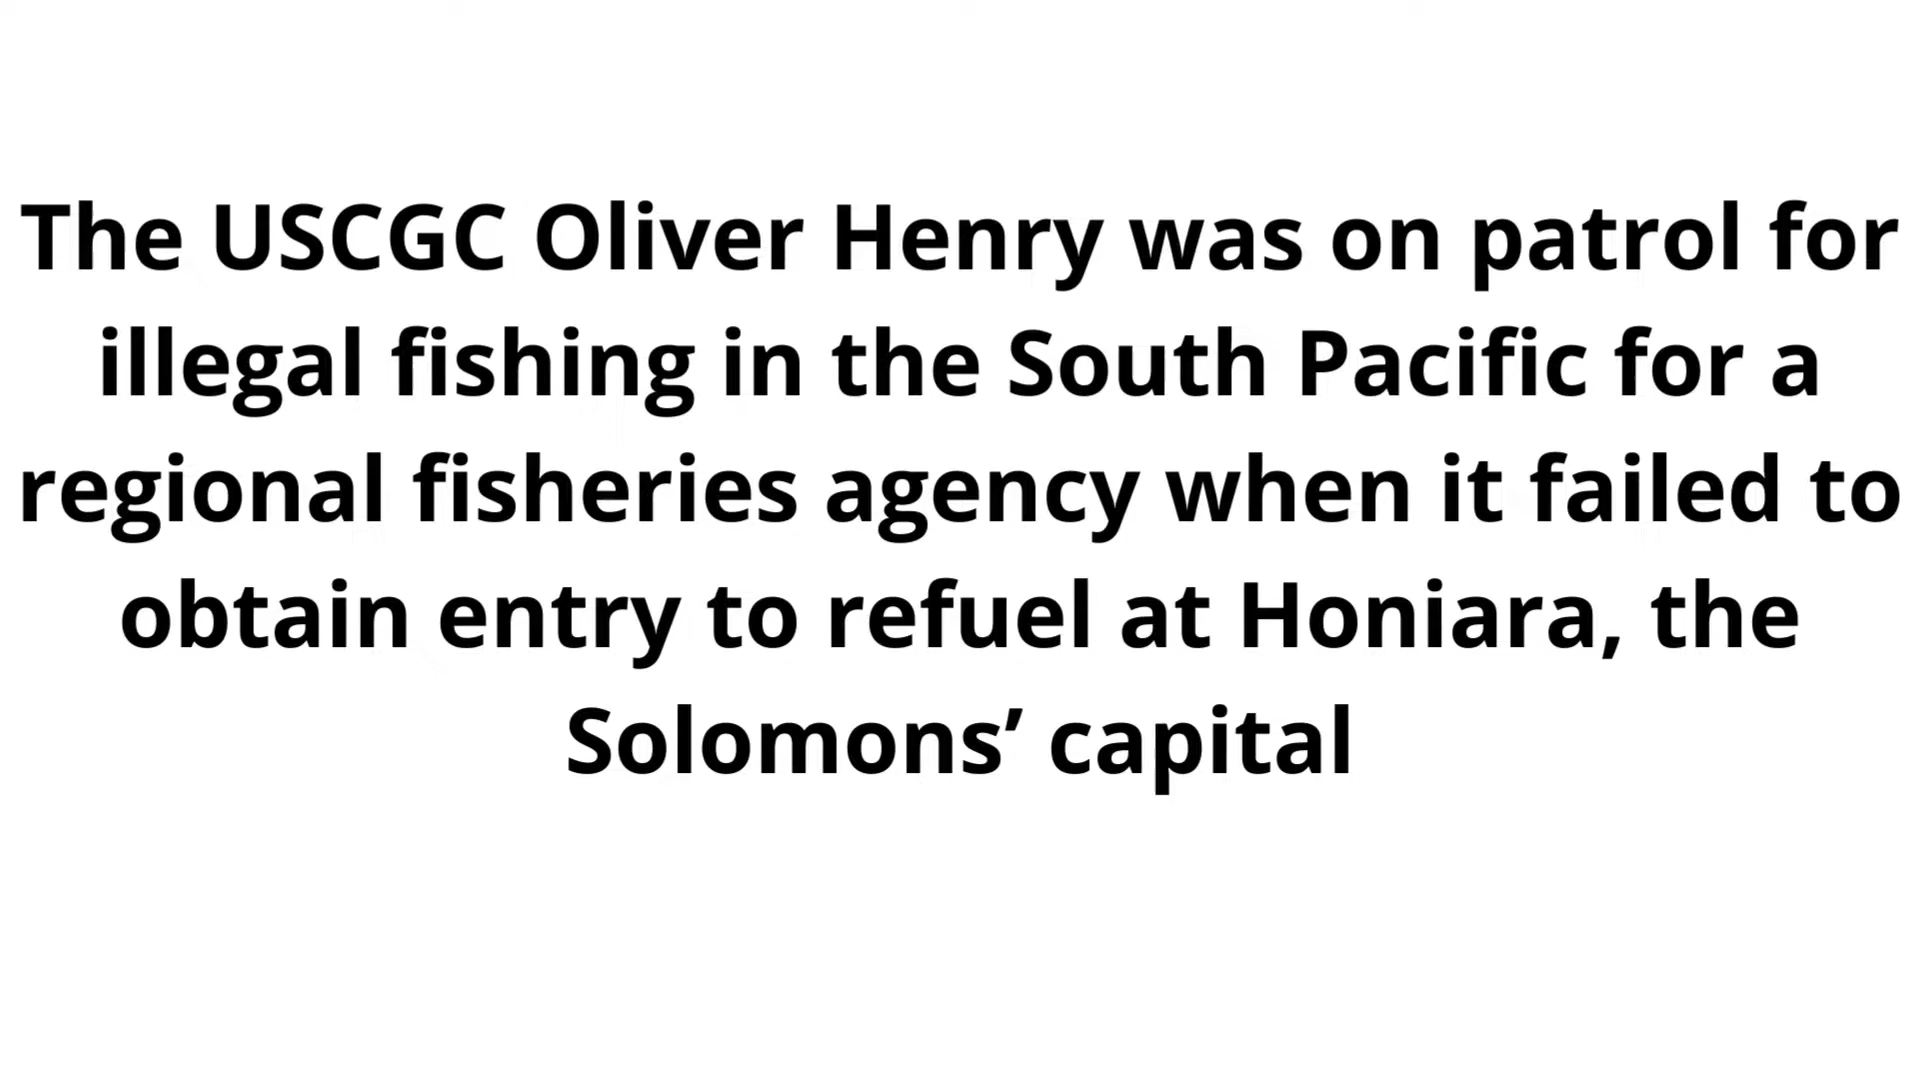 The USCGC Oliver Henry was on patrol for
illegal fishing in the South Pacific for a
regional fisheries agency when it failed to
obtain entry to refuel at Honiara, the
Solomons’ capital